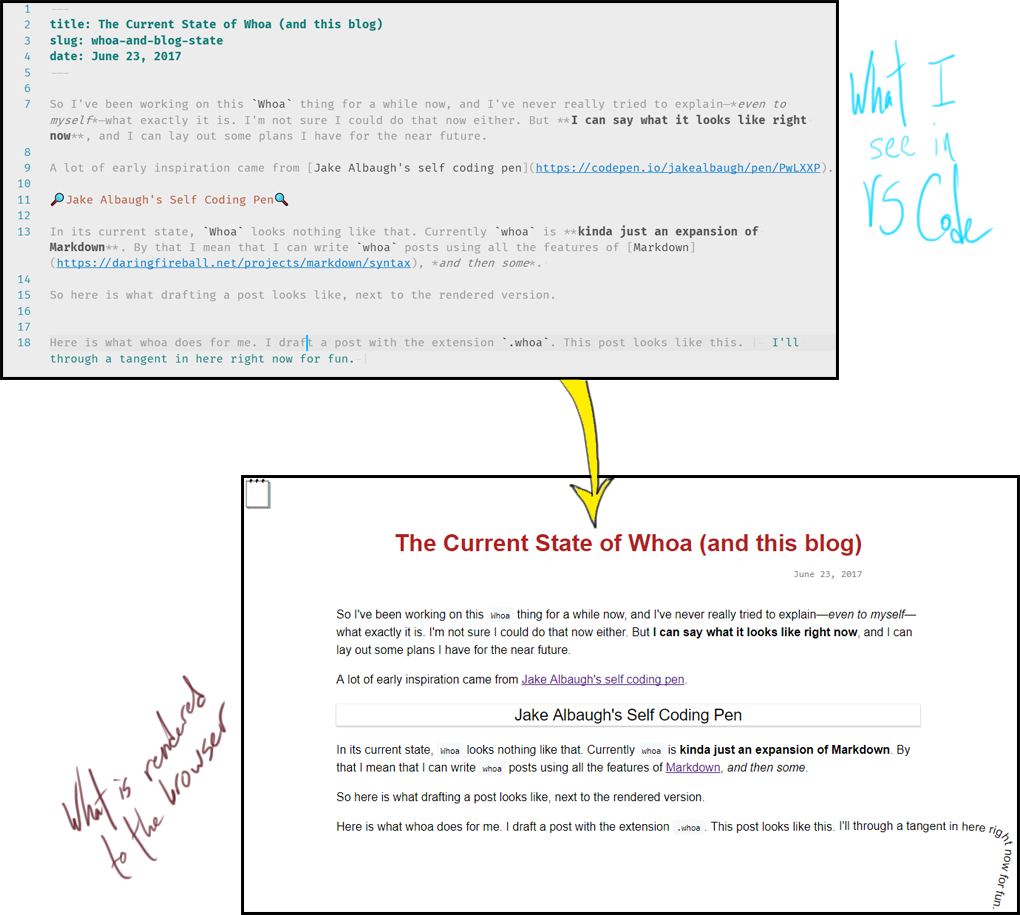 1 ---
2 title: The Current State of Whoa (and this blog)
3 slug: whoa-and-blog-state
4 date: June 23, 2017
5 ---
6
7 So I've been working on this `Whoa` thing for a while now, and I've never really tried to explain—*even to
myself*—what exactly it is. I'm not sure I could do that now either. But **I can say what it looks like right
now**, and I can lay out some plans I have for the near future.
8
9 A lot of early inspiration came from [Jake Albaugh's self coding pen](https://codepen.io/jakealbaugh/pen/PwLXXP).
10
11 🔎Jake Albaugh's Self Coding Pen🔍
12
13 In its current state, `Whoa` looks nothing like that. Currently `whoa` is **kinda just an expansion of
Markdown**. By that I mean that I can write `whoa` posts using all the features of [Markdown]
(https://daringfireball.net/projects/markdown/syntax), *and then some*.
14
15 So here is what drafting a post looks like, next to the rendered version.
16
17
18 Here is what whoa does for me. I draft a post with the extension `.whoa`. This post looks like this. |- I'll
through a tangent in here right now for fun.-|
What I
see in
VS Code
The Current State of Whoa (and this blog)
June 23, 2017
So I've been working on this Whoa thing for a while now, and I've never really tried to explain—even to myself—
what exactly it is. I'm not sure I could do that now either. But I can say what it looks like right now, and I can
lay out some plans I have for the near future.
A lot of early inspiration came from Jake Albaugh's self coding pen.
Jake Albaugh's Self Coding Pen
In its current state, Whoa looks nothing like that. Currently whoa is kinda just an expansion of Markdown. By
that I mean that I can write whoa posts using all the features of Markdown, and then some.
So here is what drafting a post looks like, next to the rendered version.
Here is what whoa does for me. I draft a post with the extension .whoa. This post looks like this. I'll through a tangent in here right now for fun.
What is rendered
to the browser